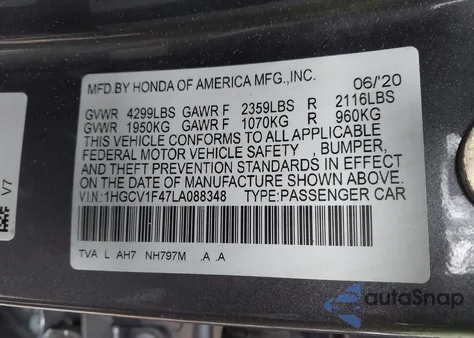 MFD.BY HONDA OF AMERICA MFG.,INC. 06/20
GVWR 4299LBS GAWR F 2359LBS R 2116LBS
GVWR 1950KG GAWR F 1070KG R 960KG
THIS VEHICLE CONFORMS TO ALL APPLICABLE
FEDERAL MOTOR VEHICLE SAFETY , BUMPER,
AND THEFT PREVENTION STANDARDS IN EFFECT
ON THE DATE OF MANUFACTURE SHOWN ABOVE.
V.I.N.:1HGCV1F47LA088348 TYPE:PASSENGER CAR
TVA L AH7 NH797M .A .A
V7
autoSnap